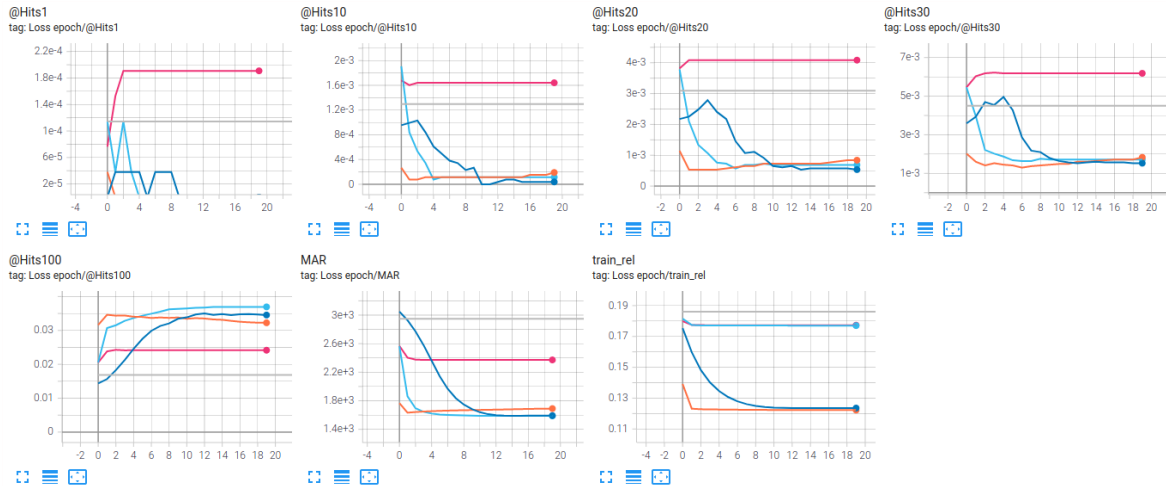 @Hits1
tag: Loss epoch/@Hits1
2.2e-4
1.8e-4
1.4e-4
1e-4
6e-5
2e-5
-4 0 4 8 12 16 20
@Hits10
tag: Loss epoch/@Hits10
2e-3
1.6e-3
1.2e-3
8e-4
4e-4
0
-4 0 4 8 12 16 20
@Hits20
tag: Loss epoch/@Hits20
4e-3
3e-3
2e-3
1e-3
0
-4 -2 0 2 4 6 8 10 12 14 16 18 20
@Hits30
tag: Loss epoch/@Hits30
7e-3
5e-3
3e-3
1e-3
-4 -2 0 2 4 6 8 10 12 14 16 18 20
@Hits100
tag: Loss epoch/@Hits100
0.03
0.02
0.01
0
-2 0 2 4 6 8 10 12 14 16 18 20
MAR
tag: Loss epoch/MAR
3e+3
2.6e+3
2.2e+3
1.8e+3
1.4e+3
-4 0 4 8 12 16 20
train_rel
tag: Loss epoch/train_rel
0.19
0.17
0.15
0.13
0.11
-4 -2 0 2 4 6 8 10 12 14 16 18 20